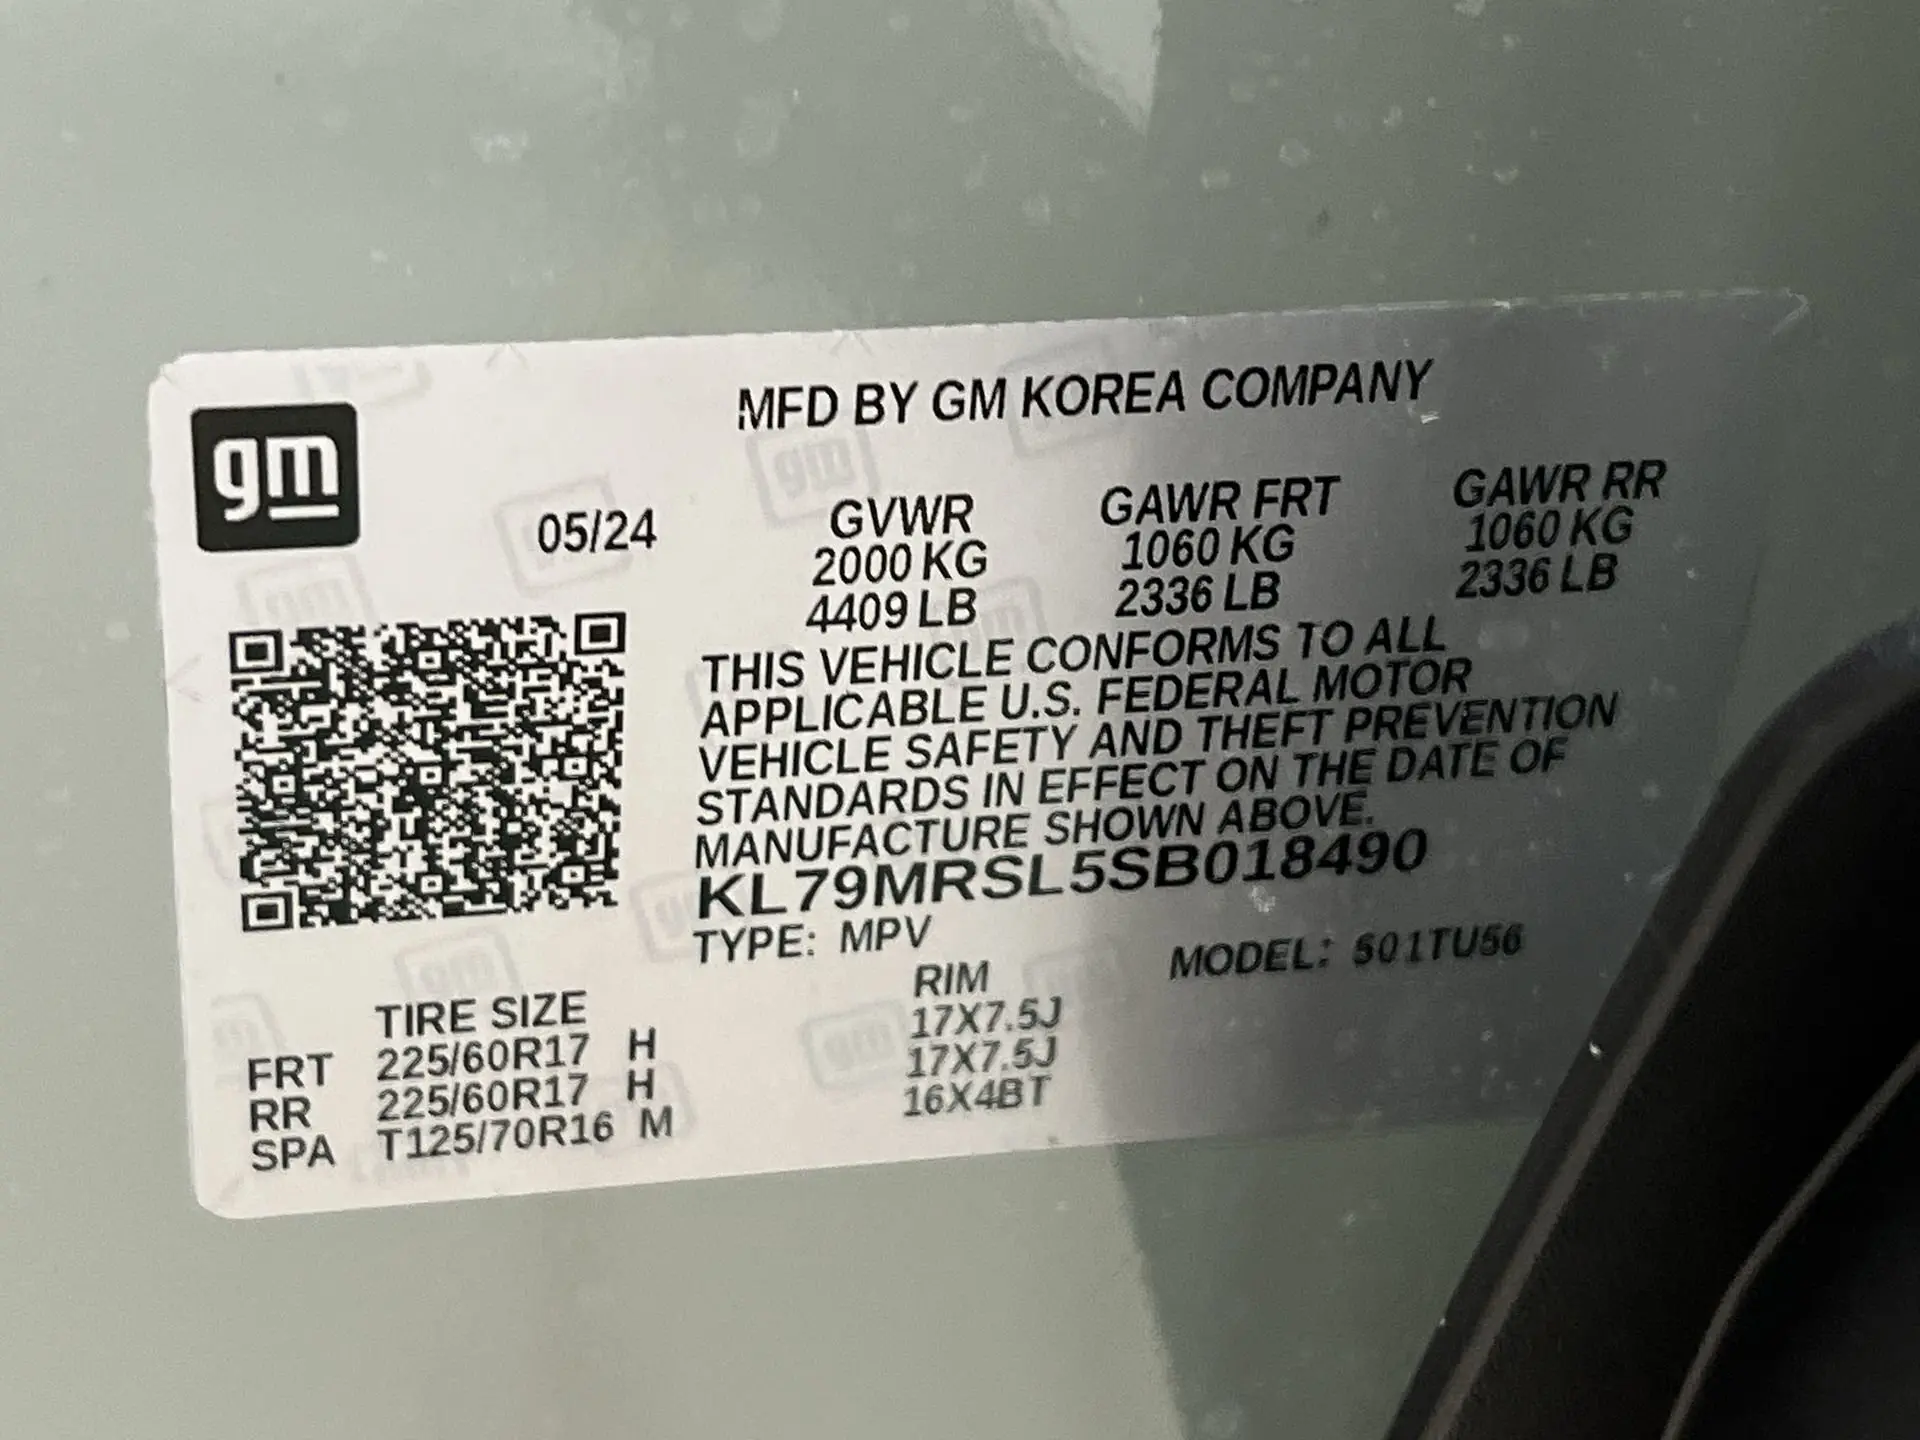 MFD BY GM KOREA COMPANY
gm
05/24
GVWR GAWR FRT GAWR RR
2000 KG 1060 KG 1060 KG
4409 LB 2336 LB 2336 LB
THIS VEHICLE CONFORMS TO ALL
APPLICABLE U.S. FEDERAL MOTOR
VEHICLE SAFETY AND THEFT PREVENTION
STANDARDS IN EFFECT ON THE DATE OF
MANUFACTURE SHOWN ABOVE.
KL79MRSL5SB018490
TYPE: MPV MODEL: 501TU56
TIRE SIZE RIM
FRT 225/60R17 H 17X7.5J
RR 225/60R17 H 17X7.5J
SPA T125/70R16 M 16X4BT